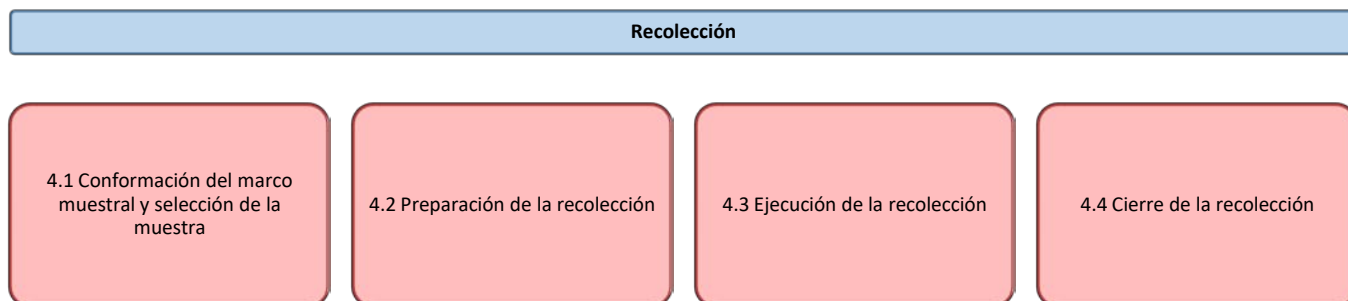 Recolección
4.1 Conformación del marco
muestral y selección de la
muestra
4.2 Preparación de la recolección
4.3 Ejecución de la recolección
4.4 Cierre de la recolección